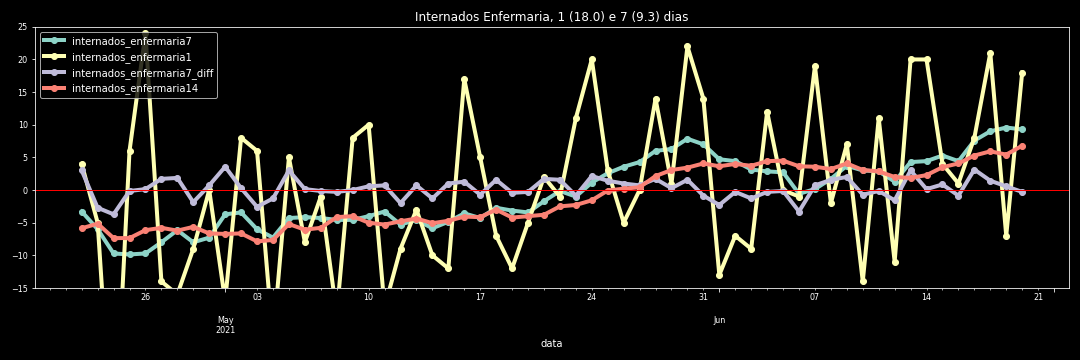 Internados Enfermaria, 1 (18.0) e 7 (9.3) dias
25
20
15
10
5
0
−5
−10
−15
internados_enfermaria7
internados_enfermaria1
internados_enfermaria7_diff
internados_enfermaria14
26 03 10 17 24 31 07 14 21
May Jun
2021
data